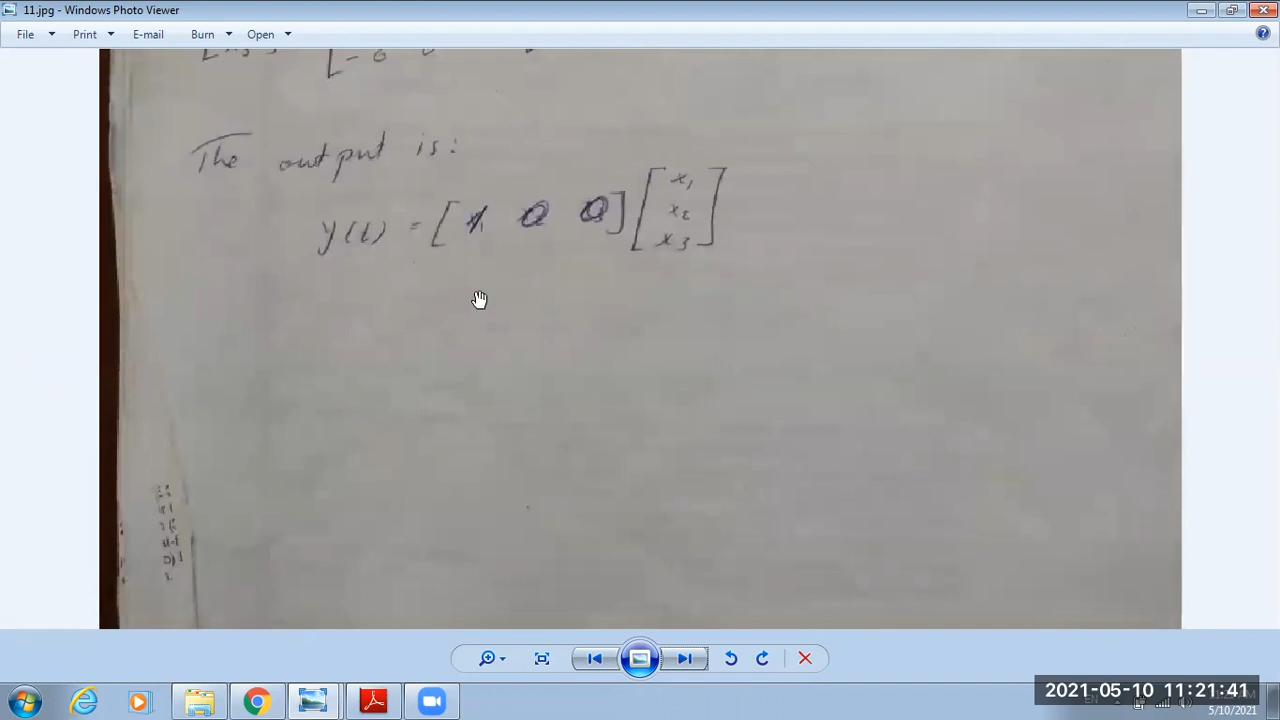 11.jpg - Windows Photo Viewer
File Print E-mail Burn Open
The output is:
y(t) = [ 1 0 0 ] [ x1
x2
x3 ]
2021-05-10 11:21:41
5/10/2021